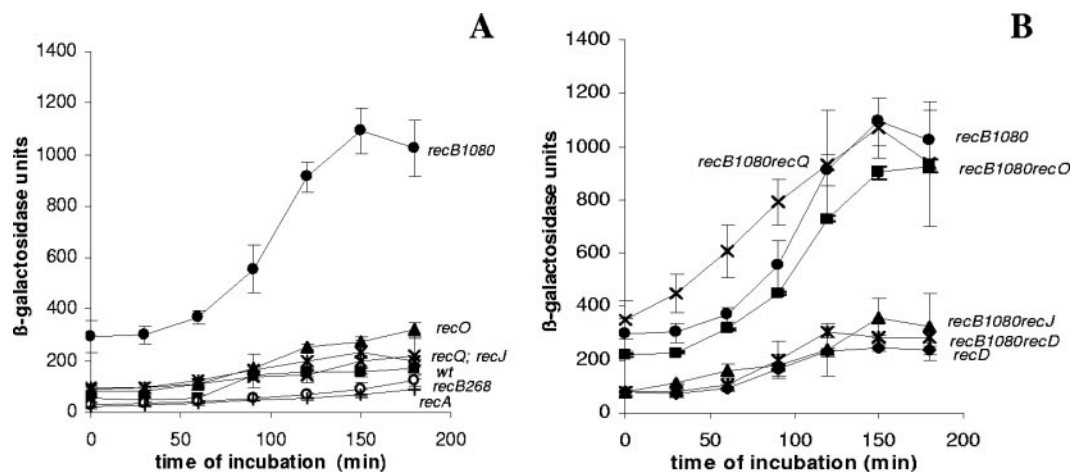 A
1400
1200
1000
800
600
400
200
0
ß-galactosidase units
recB1080
recO
recQ; recJ
wt
recB268
recA
0 50 100 150 200
time of incubation (min)
B
1400
1200
1000
800
600
400
200
0
ß-galactosidase units
recB1080
recB1080recQ
recB1080recO
recB1080recJ
recB1080recD
recD
0 50 100 150 200
time of incubation (min)